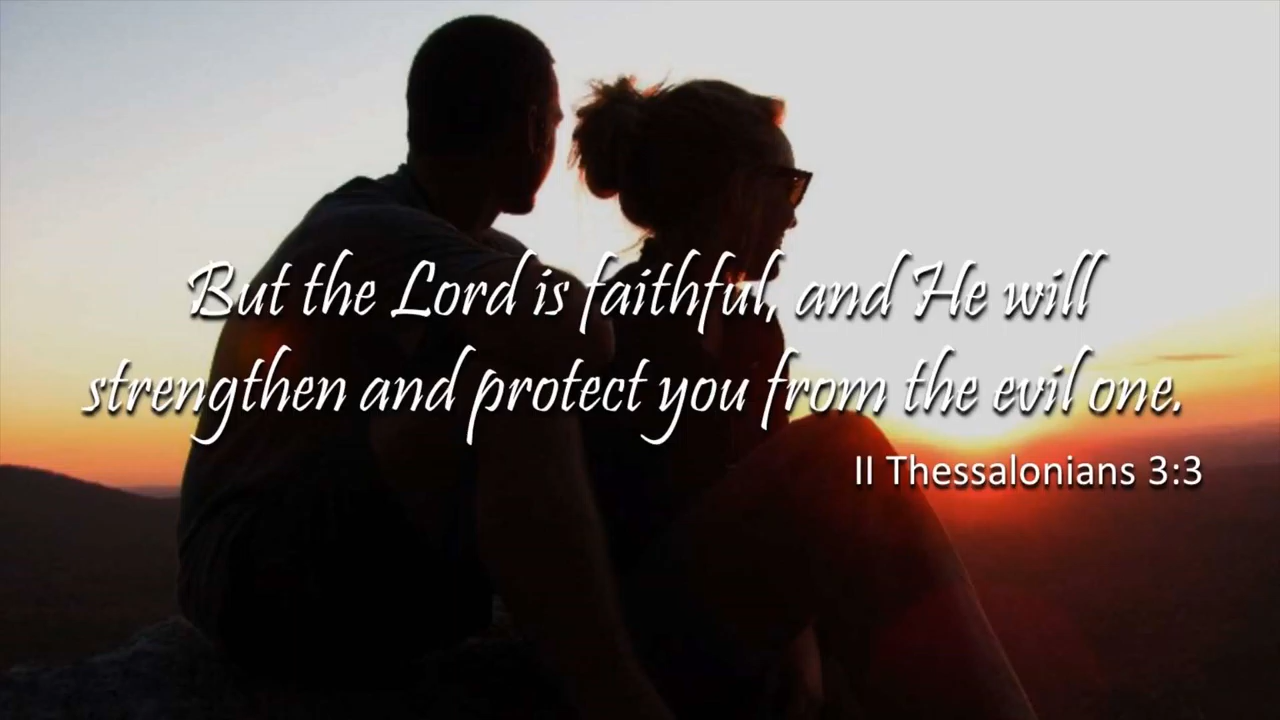 But the Lord is faithful, and He will
strengthen and protect you from the evil one.
II Thessalonians 3:3